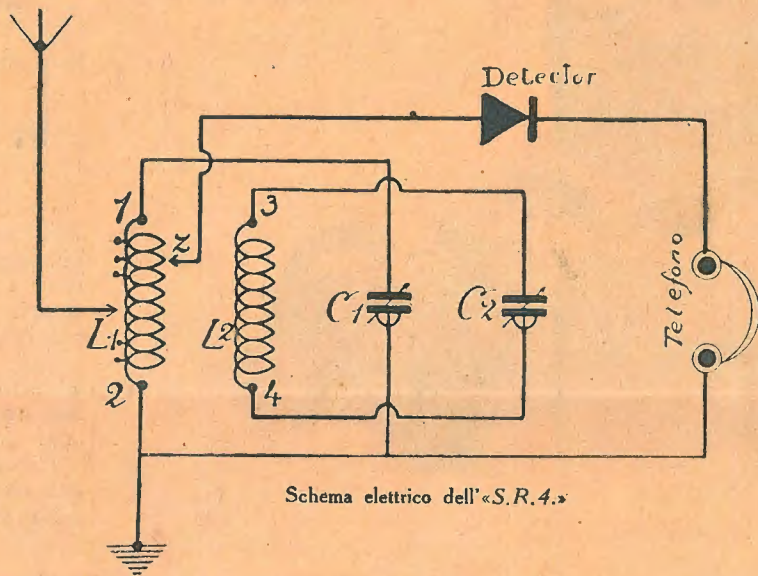 Detector
1
3
Z
L1
L2
C1
C2
Telefono
2
4
Schema elettrico dell'«S.R.4.»